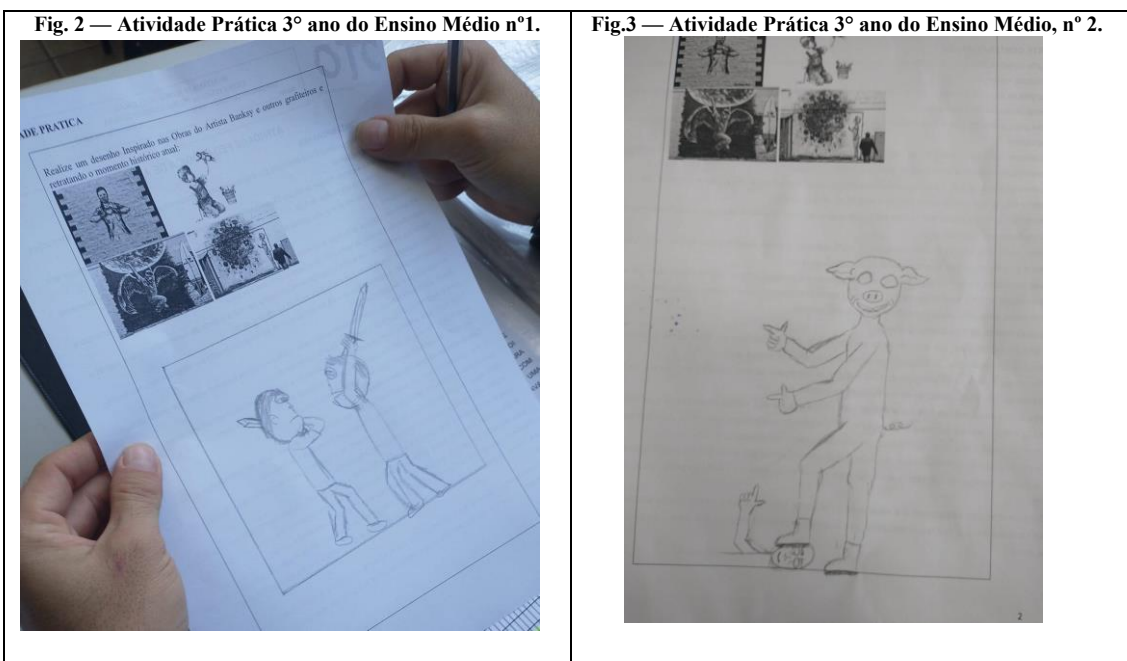 Fig. 2 — Atividade Prática 3° ano do Ensino Médio nº1.
DE PRATICA
Realize um desenho Inspirado nas Obras do Artista Banksy e outros grafiteiros e
retratando o momento histórico atual:
Fig.3 — Atividade Prática 3° ano do Ensino Médio, nº 2.
2